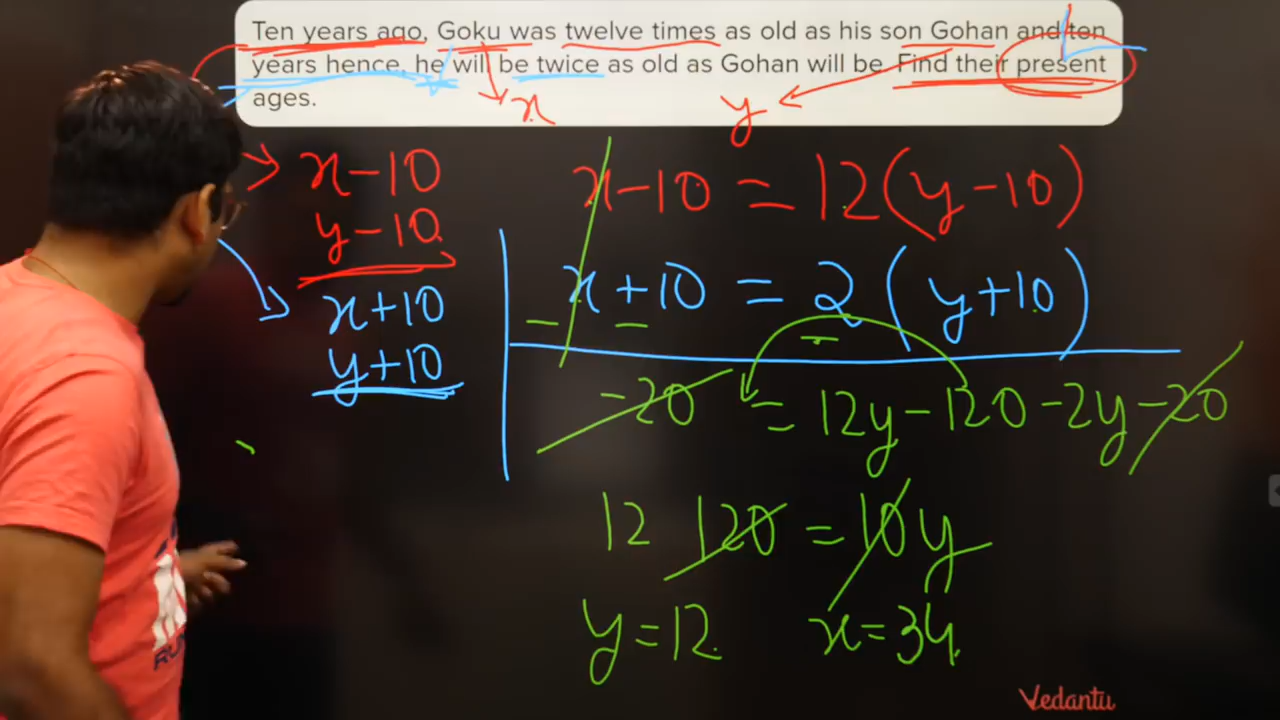 Ten years ago, Goku was twelve times as old as his son Gohan and ten
years hence, he will be twice as old as Gohan will be. Find their present
ages.
x
y
x-10
y-10
x+10
y+10
x-10 = 12(y-10)
x+10 = 2(y+10)
- - -
-20 = 12y-120-2y-20
12 120 = 10y
y=12 x=34
Vedantu